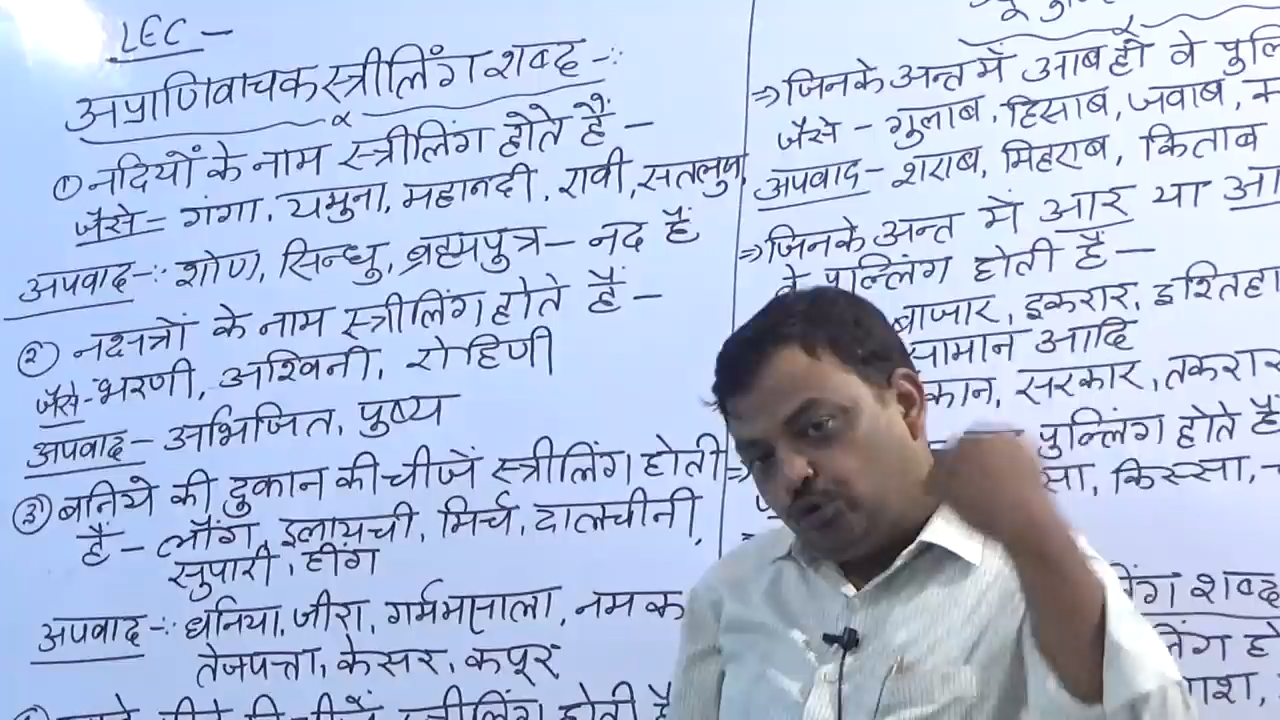 LEC -
अप्राणिवाचक स्त्रीलिंग शब्द -:
① नदियों के नाम स्त्रीलिंग होते हैं -
जैसे - गंगा, यमुना, महानदी, रावी, सतलुज,
अपवाद -: शोण, सिन्धु, ब्रह्मपुत्र - नद हैं
② नक्षत्रों के नाम स्त्रीलिंग होते हैं -
जैसे - भरणी, अश्विनी, रोहिणी
अपवाद - अभिजित, पुष्य
③ बनिये की दुकान की चीजें स्त्रीलिंग होती
हैं - लौंग, इलायची, मिर्च, दालचीनी,
सुपारी, हींग
अपवाद -: धनिया, जीरा, गर्ममसाला, नमक
तेजपत्ता, केसर, कपूर
स्त्रीलिंग होती है
⇒ जिनके अन्त में आब हो वे
जैसे - गुलाब, हिसाब, जवाब,
अपवाद - शराब, मिहराब, किताब
⇒ जिनके अन्त में आर या
वे पुल्लिंग होती हैं -
बाजार, इकरार,
आदि
सरकार, तकरार
पुल्लिंग होते हैं
किस्सा, -
शब्द